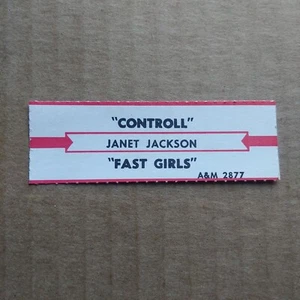 "CONTROLL"
JANET JACKSON
"FAST GIRLS"
A&M 2877